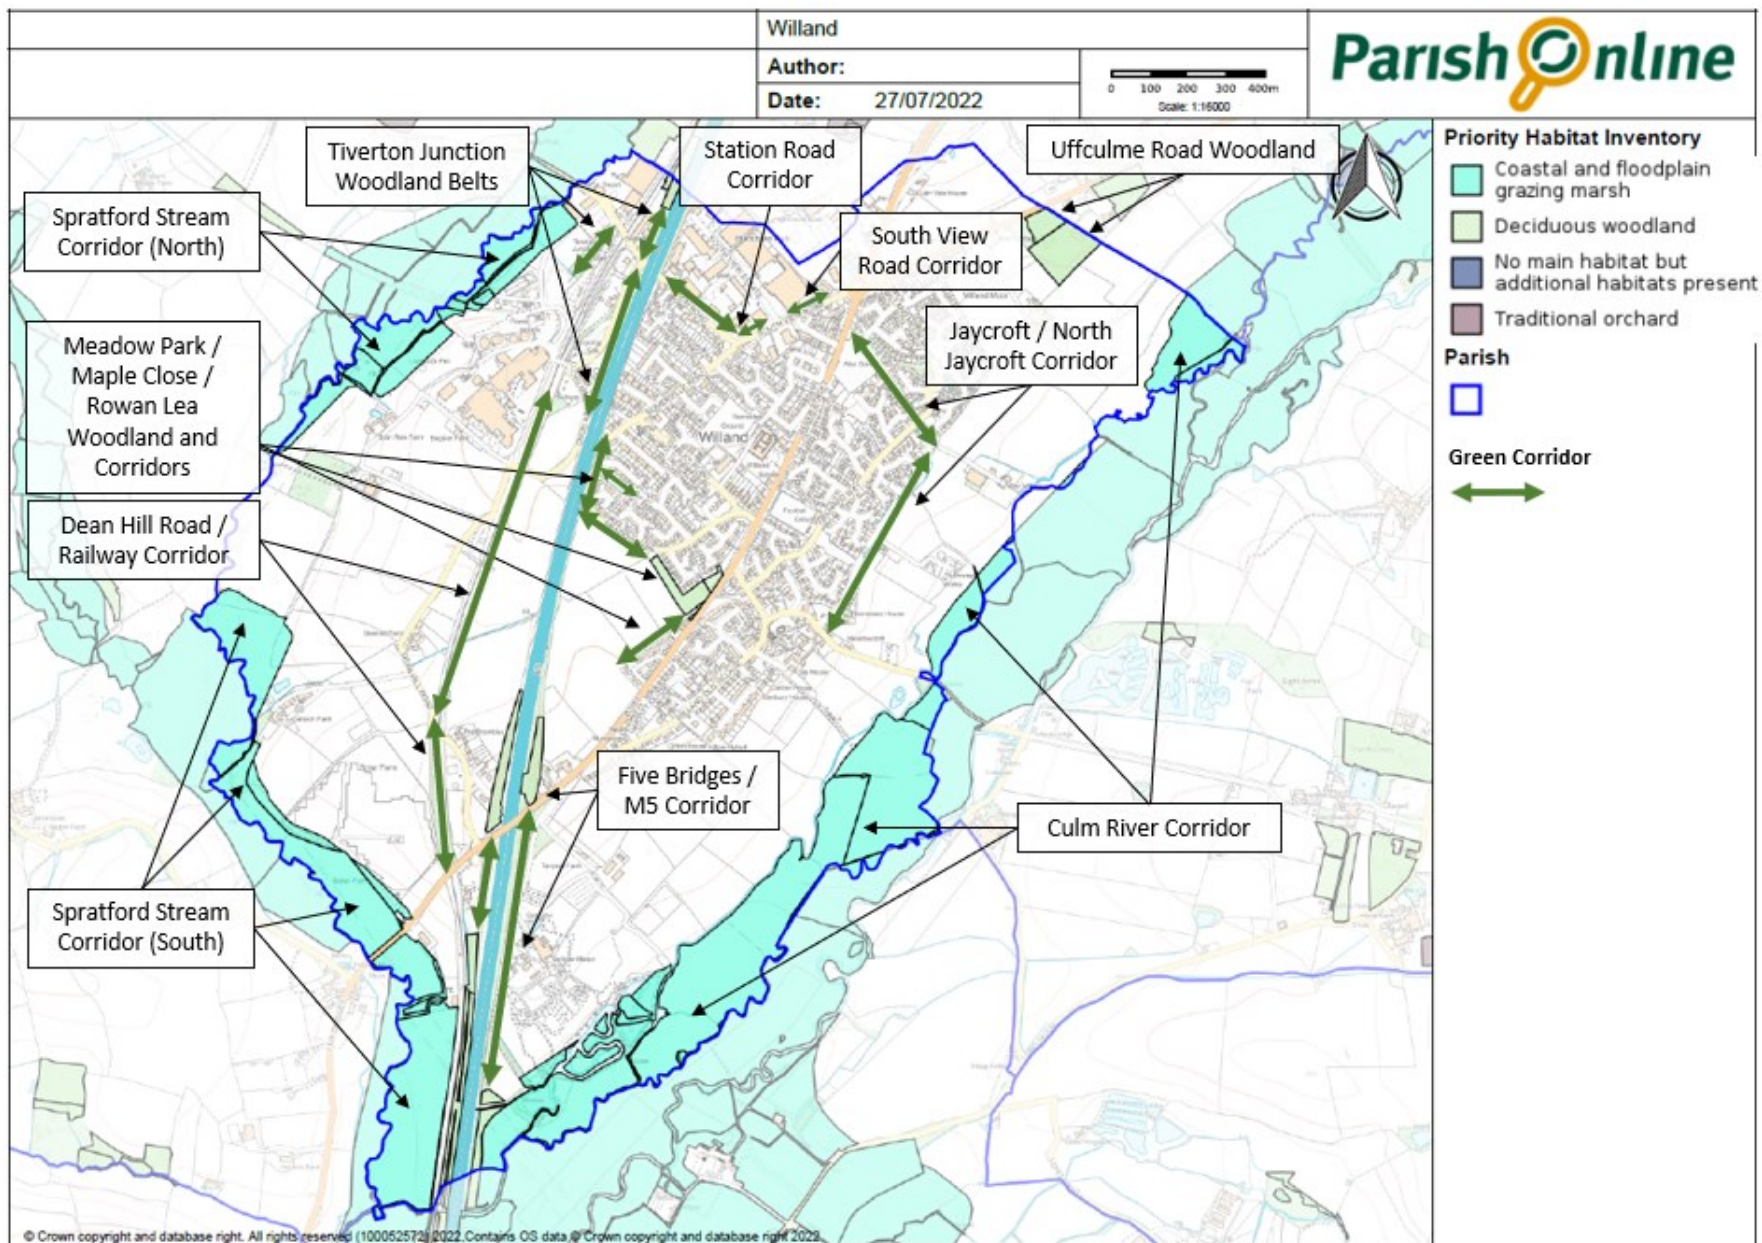 Willand
Author:
Date: 27/07/2022
0 100 200 300 400m
Scale: 1:16000
Parish Online
Tiverton Junction
Woodland Belts
Station Road
Corridor
Uffculme Road Woodland
Spratford Stream
Corridor (North)
South View
Road Corridor
Meadow Park /
Maple Close /
Rowan Lea
Woodland and
Corridors
Jaycroft / North
Jaycroft Corridor
Willand
Dean Hill Road /
Railway Corridor
Five Bridges /
M5 Corridor
Culm River Corridor
Spratford Stream
Corridor (South)
Priority Habitat Inventory
Coastal and floodplain
grazing marsh
Deciduous woodland
No main habitat but
additional habitats present
Traditional orchard
Parish
Green Corridor
© Crown copyright and database right. All rights reserved (100052572) 2022 Contains OS data © Crown copyright and database right 2022